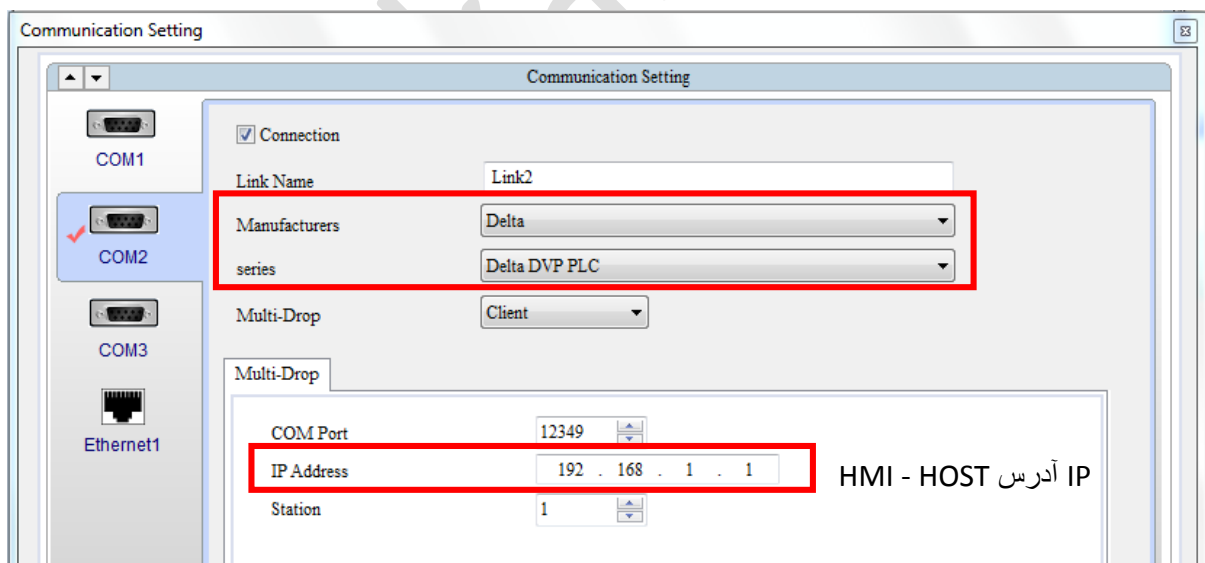 Communication Setting
Communication Setting
COM1
COM2
COM3
Ethernet1
Connection
Link Name Link2
Manufacturers Delta
series Delta DVP PLC
Multi-Drop Client
Multi-Drop
COM Port 12349
IP Address 192 . 168 . 1 . 1
IP آدرس HMI - HOST
Station 1